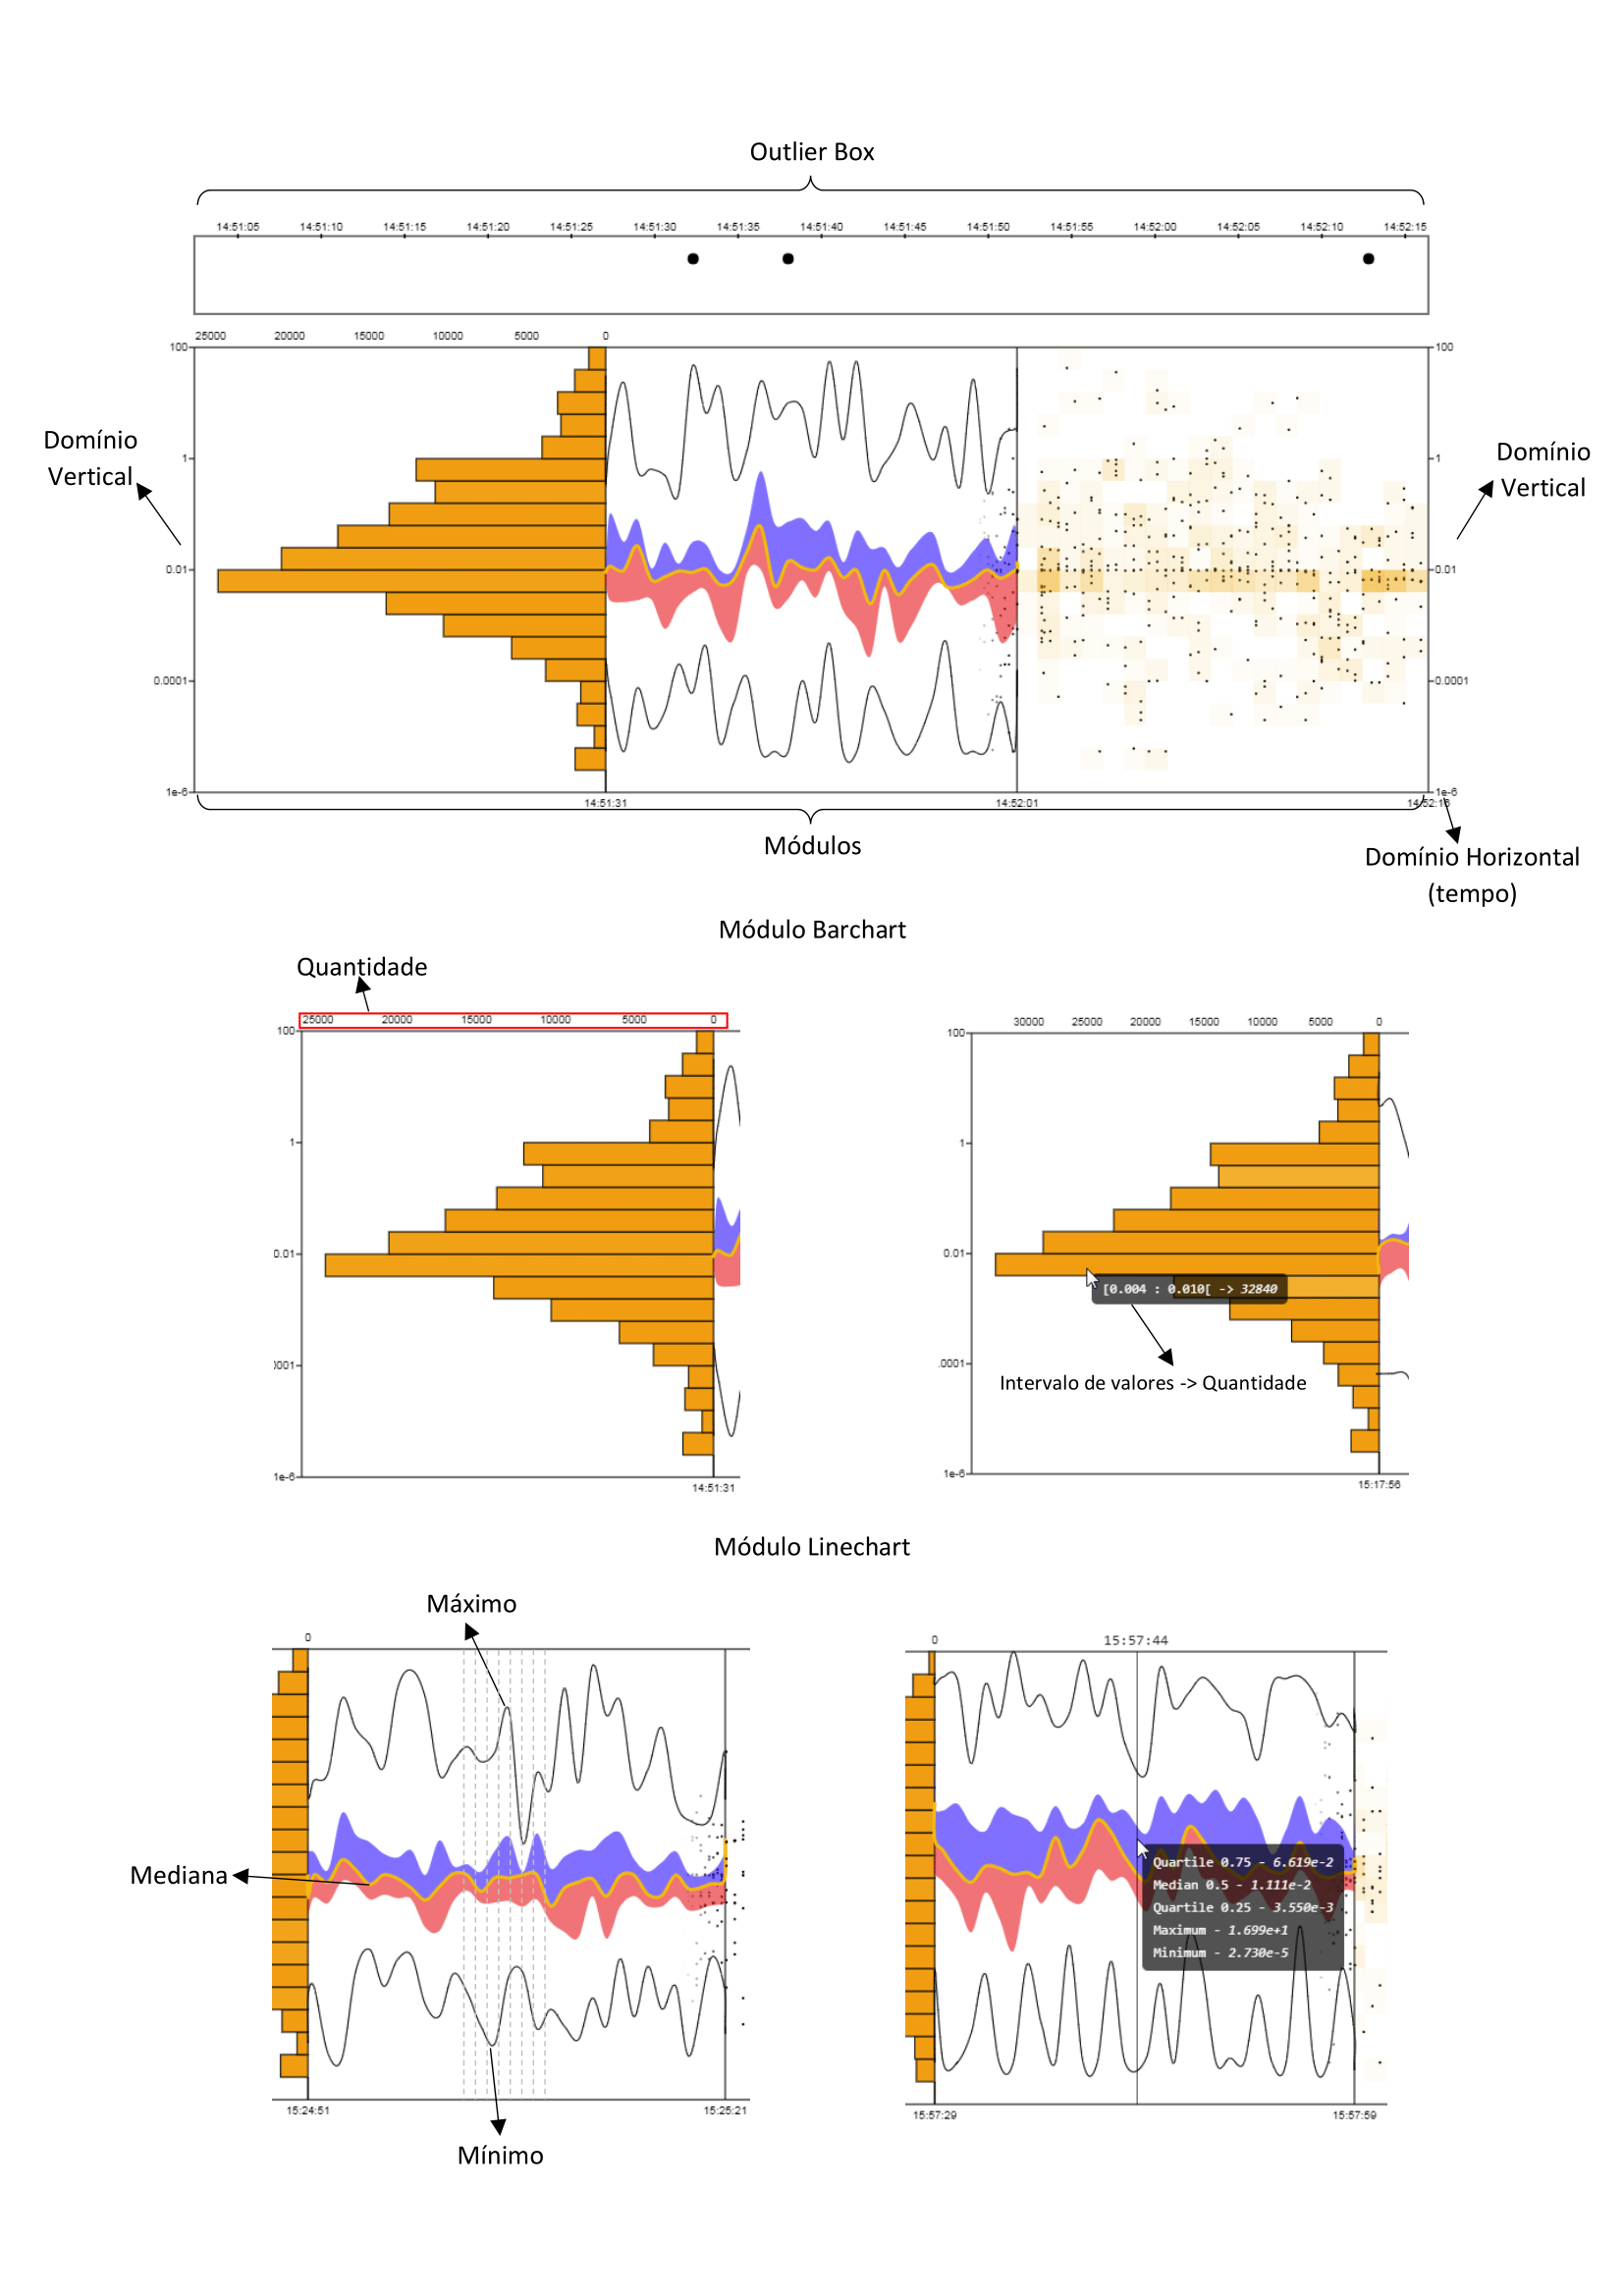 Outlier Box
14:51:05 14:51:10 14:51:15 14:51:20 14:51:25 14:51:30 14:51:35 14:51:40 14:51:45 14:51:50 14:51:55 14:52:00 14:52:05 14:52:10 14:52:15
25000 20000 15000 10000 5000 0
100 100
Domínio
Vertical
Domínio
Vertical
1 1
0.01 0.01
0.0001 0.0001
1e-6 1e-6
14:51:31 14:52:01
Módulos
Domínio Horizontal
(tempo)
Módulo Barchart
Quantidade
25000 20000 15000 10000 5000 0
100
1
0.01
0001
1e-6
14:51:31
30000 25000 20000 15000 10000 5000 0
100
1
0.01
[0.004 : 0.010[ -> 32840
.0001
Intervalo de valores -> Quantidade
1e-6
15:17:56
Módulo Linechart
Máximo
0
Mediana
15:24:51 15:25:21
Mínimo
0 15:57:44
Quartile 0.75 - 6.619e-2
Median 0.5 - 1.111e-2
Quartile 0.25 - 3.550e-3
Maximum - 1.699e+1
Minimum - 2.730e-5
15:57:29 15:57:59